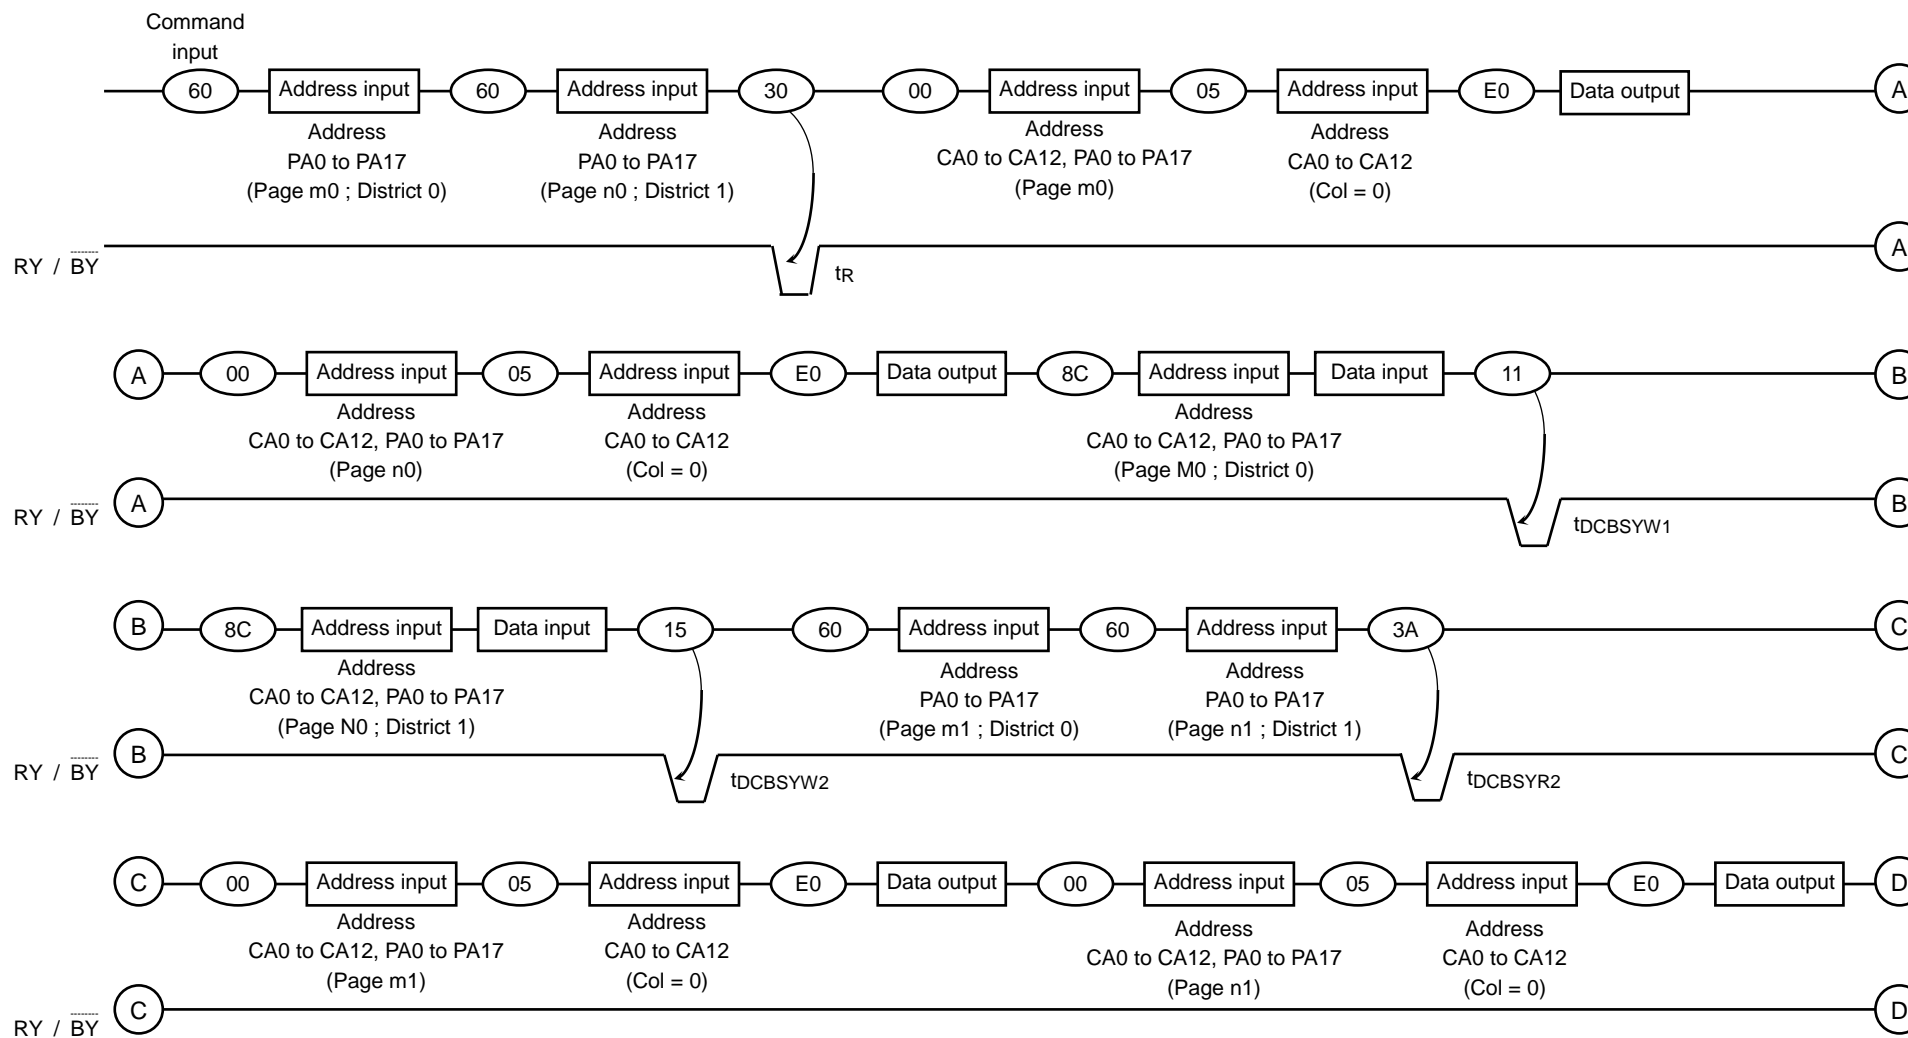 Command
input
60 Address input 60 Address input 30 00 Address input 05 Address input E0 Data output A
Address Address Address Address
PA0 to PA17 PA0 to PA17 CA0 to CA12, PA0 to PA17 CA0 to CA12
(Page m0 ; District 0) (Page n0 ; District 1) (Page m0) (Col = 0)
RY / BY tR A
A 00 Address input 05 Address input E0 Data output 8C Address input Data input 11 B
Address Address Address
CA0 to CA12, PA0 to PA17 CA0 to CA12 CA0 to CA12, PA0 to PA17
(Page n0) (Col = 0) (Page M0 ; District 0)
RY / BY A tDCBSYW1 B
B 8C Address input Data input 15 60 Address input 60 Address input 3A C
Address Address Address
CA0 to CA12, PA0 to PA17 PA0 to PA17 PA0 to PA17
(Page N0 ; District 1) (Page m1 ; District 0) (Page n1 ; District 1)
RY / BY B tDCBSYW2 tDCBSYR2 C
C 00 Address input 05 Address input E0 Data output 00 Address input 05 Address input E0 Data output D
Address Address Address Address
CA0 to CA12, PA0 to PA17 CA0 to CA12 CA0 to CA12, PA0 to PA17 CA0 to CA12
(Page m1) (Col = 0) (Page n1) (Col = 0)
RY / BY C D